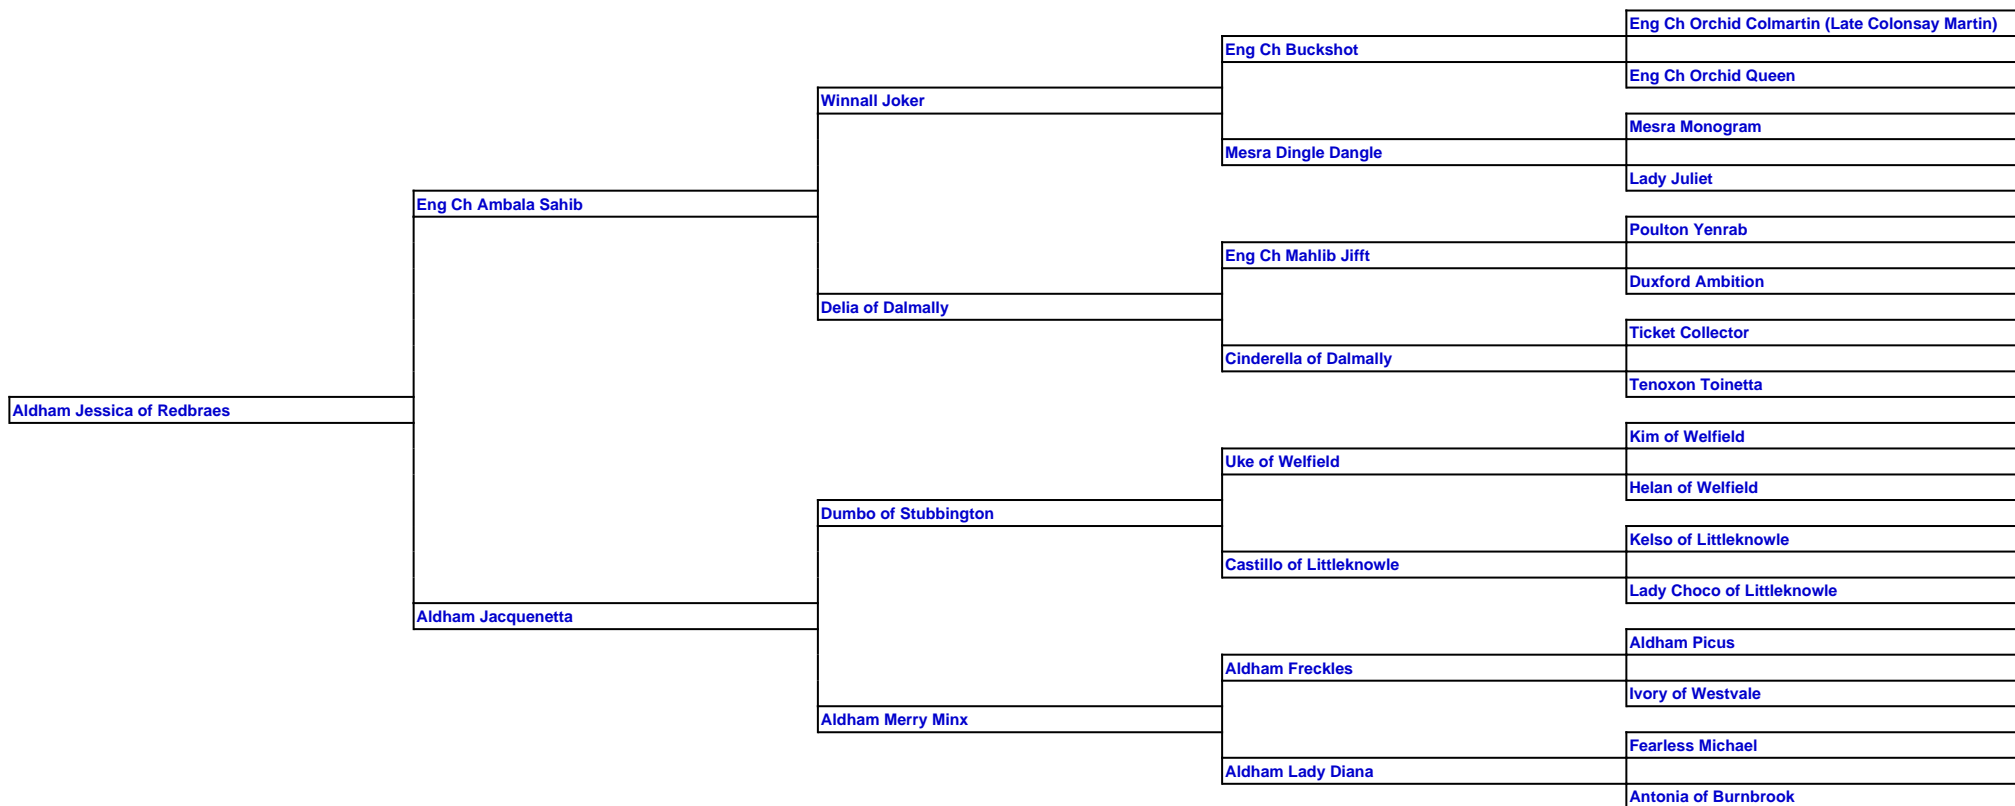 Eng Ch Orchid Colmartin (Late Colonsay Martin)
Eng Ch Buckshot
Eng Ch Orchid Queen
Winnall Joker
Mesra Monogram
Mesra Dingle Dangle
Lady Juliet
Eng Ch Ambala Sahib
Poulton Yenrab
Eng Ch Mahlib Jifft
Duxford Ambition
Delia of Dalmally
Ticket Collector
Cinderella of Dalmally
Tenoxon Toinetta
Aldham Jessica of Redbraes
Kim of Welfield
Uke of Welfield
Helan of Welfield
Dumbo of Stubbington
Kelso of Littleknowle
Castillo of Littleknowle
Lady Choco of Littleknowle
Aldham Jacquenetta
Aldham Picus
Aldham Freckles
Ivory of Westvale
Aldham Merry Minx
Fearless Michael
Aldham Lady Diana
Antonia of Burnbrook